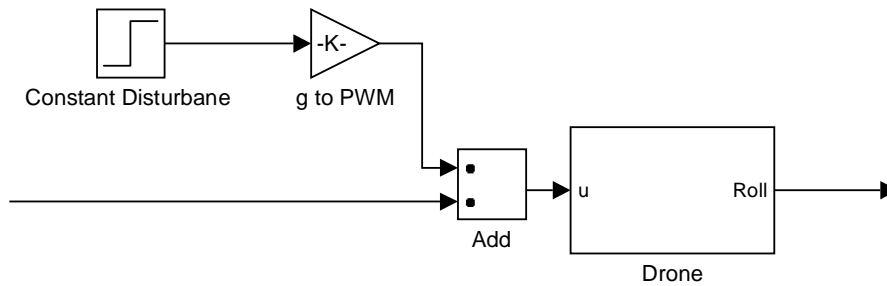 -K-
Constant Disturbane
g to PWM
u
Roll
Add
Drone